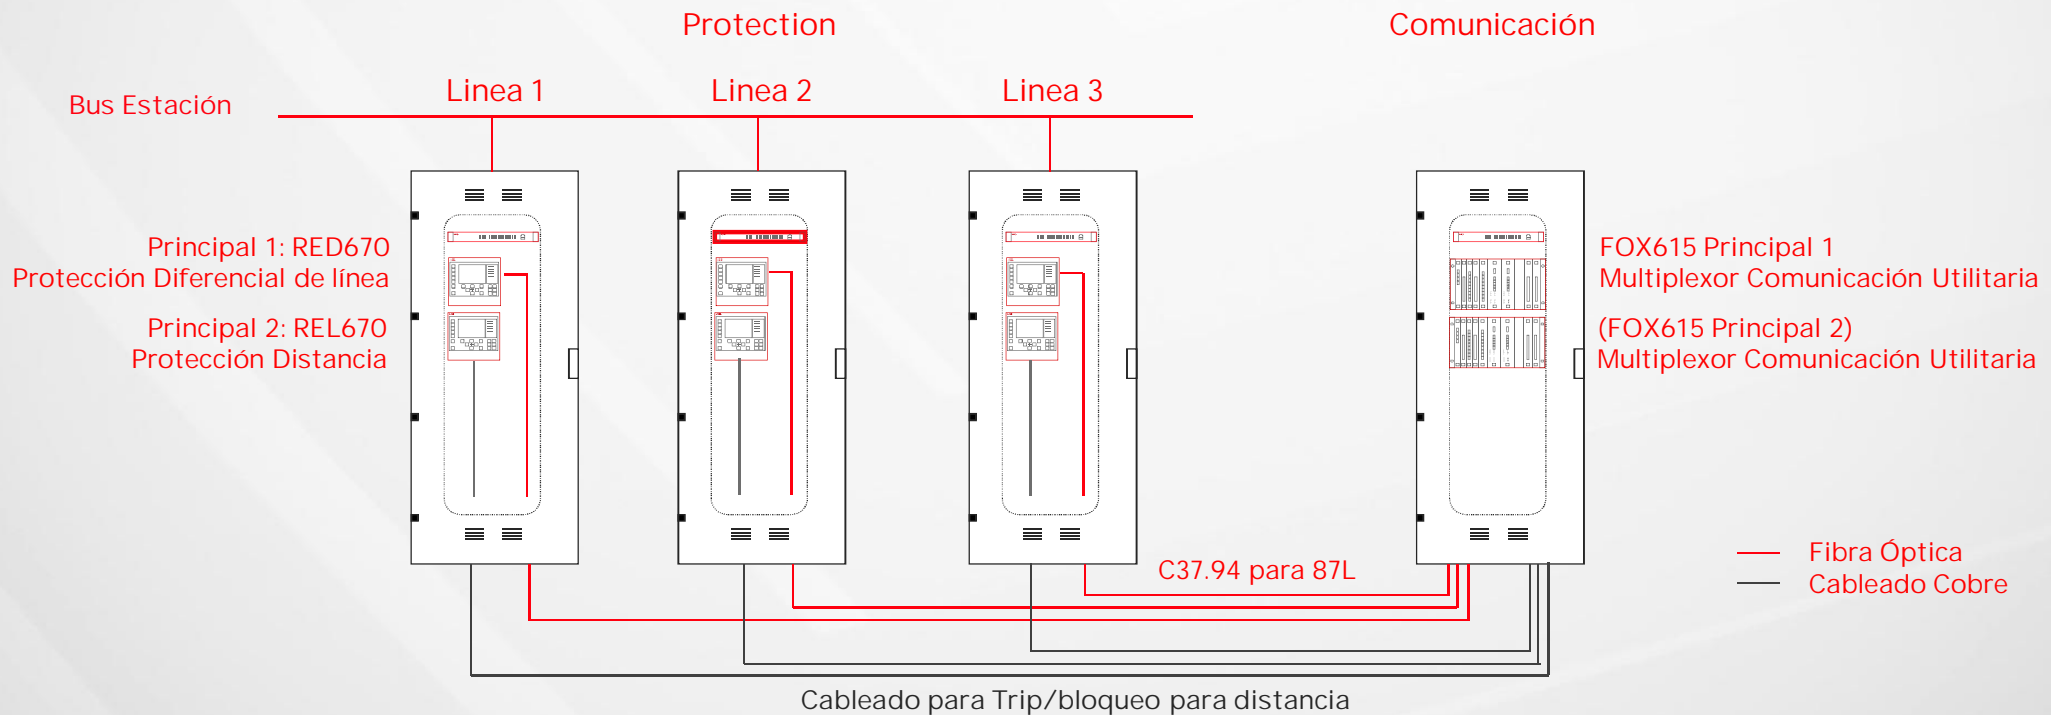 Protection
Comunicación
Linea 1
Linea 2
Linea 3
Bus Estación
Principal 1: RED670
Protección Diferencial de línea
Principal 2: REL670
Protección Distancia
FOX615 Principal 1
Multiplexor Comunicación Utilitaria
(FOX615 Principal 2)
Multiplexor Comunicación Utilitaria
C37.94 para 87L
Fibra Óptica
Cableado Cobre
Cableado para Trip/bloqueo para distancia